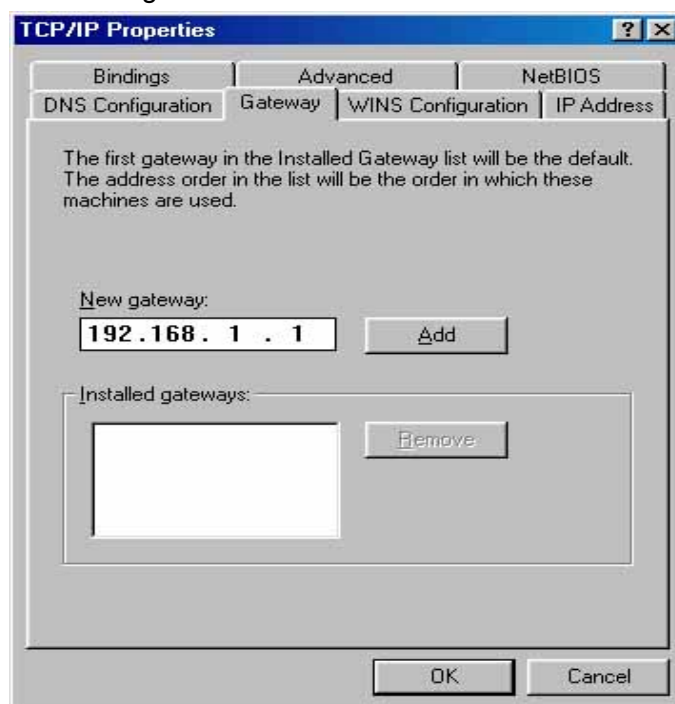 TCP/IP Properties
? ×
Bindings Advanced NetBIOS
DNS Configuration Gateway WINS Configuration IP Address
The first gateway in the Installed Gateway list will be the default.
The address order in the list will be the order in which these
machines are used.
New gateway:
192.168. 1 . 1 Add
Installed gateways:
Remove
OK Cancel